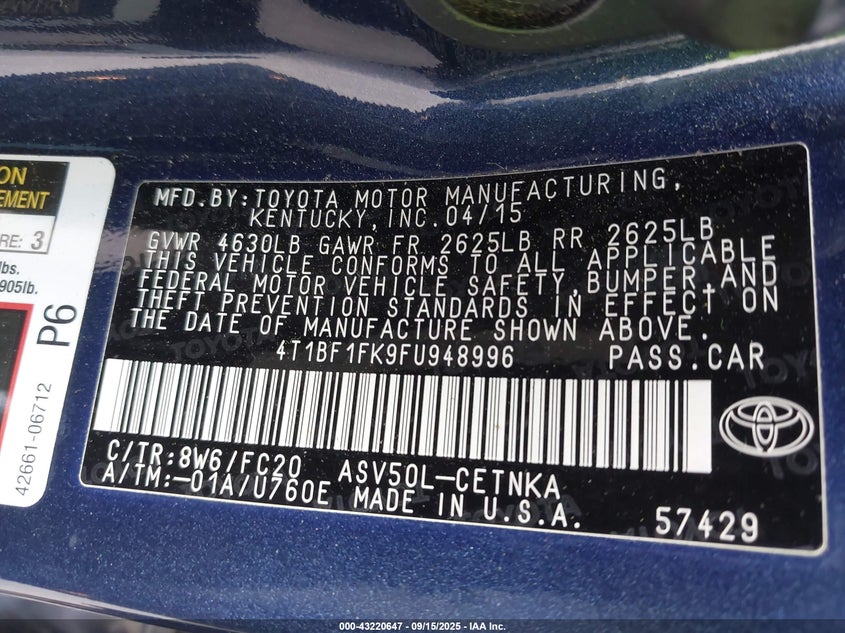 ON
EMENT
RE: 3
lbs.
905lb.
P6
42661-06712
MFD.BY:TOYOTA MOTOR MANUFACTURING,
KENTUCKY,INC.04/15
GVWR 4630LB GAWR FR 2625LB RR 2625LB
THIS VEHICLE CONFORMS TO ALL APPLICABLE
FEDERAL MOTOR VEHICLE SAFETY,BUMPER,AND
THEFT PREVENTION STANDARDS IN EFFECT ON
THE DATE OF MANUFACTURE SHOWN ABOVE.
4T1BF1FK9FU948996 PASS.CAR
C/TR:8W6/FC20 ASV50L-CETNKA
A/TM:-01A/U760E MADE IN U.S.A.
57429
000-43220647 - 09/15/2025 - IAA Inc.